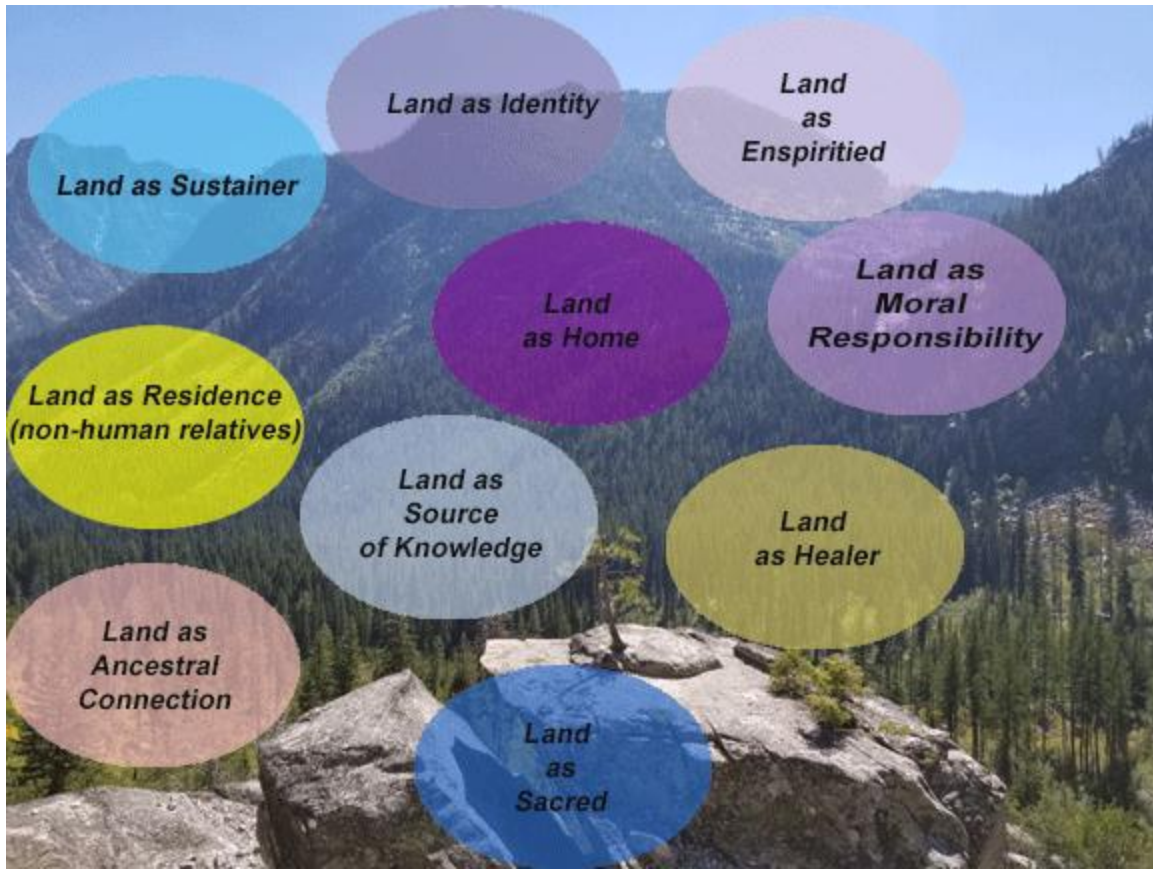 Land as Identity
Land
as
Enspiritied
Land as Sustainer
Land as
Moral
Responsibility
Land
as Home
Land as Residence
(non-human relatives)
Land as
Source
of Knowledge
Land
as Healer
Land as
Ancestral
Connection
Land
as
Sacred